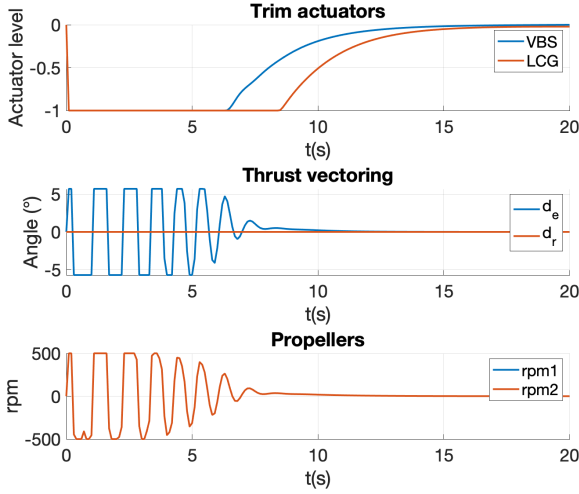 Trim actuators
Actuator level
0
-0.5
-1
VBS
LCG
0 5 10 15 20
t(s)
Thrust vectoring
Angle (°)
5
0
-5
d_e
d_r
0 5 10 15 20
t(s)
Propellers
rpm
500
0
-500
rpm1
rpm2
0 5 10 15 20
t(s)